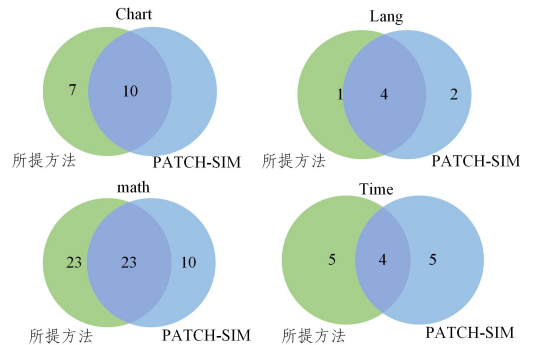 Chart
7
10
所提方法
PATCH-SIM
Lang
1
4
2
所提方法
PATCH-SIM
math
23
23
10
所提方法
PATCH-SIM
Time
5
4
5
所提方法
PATCH-SIM